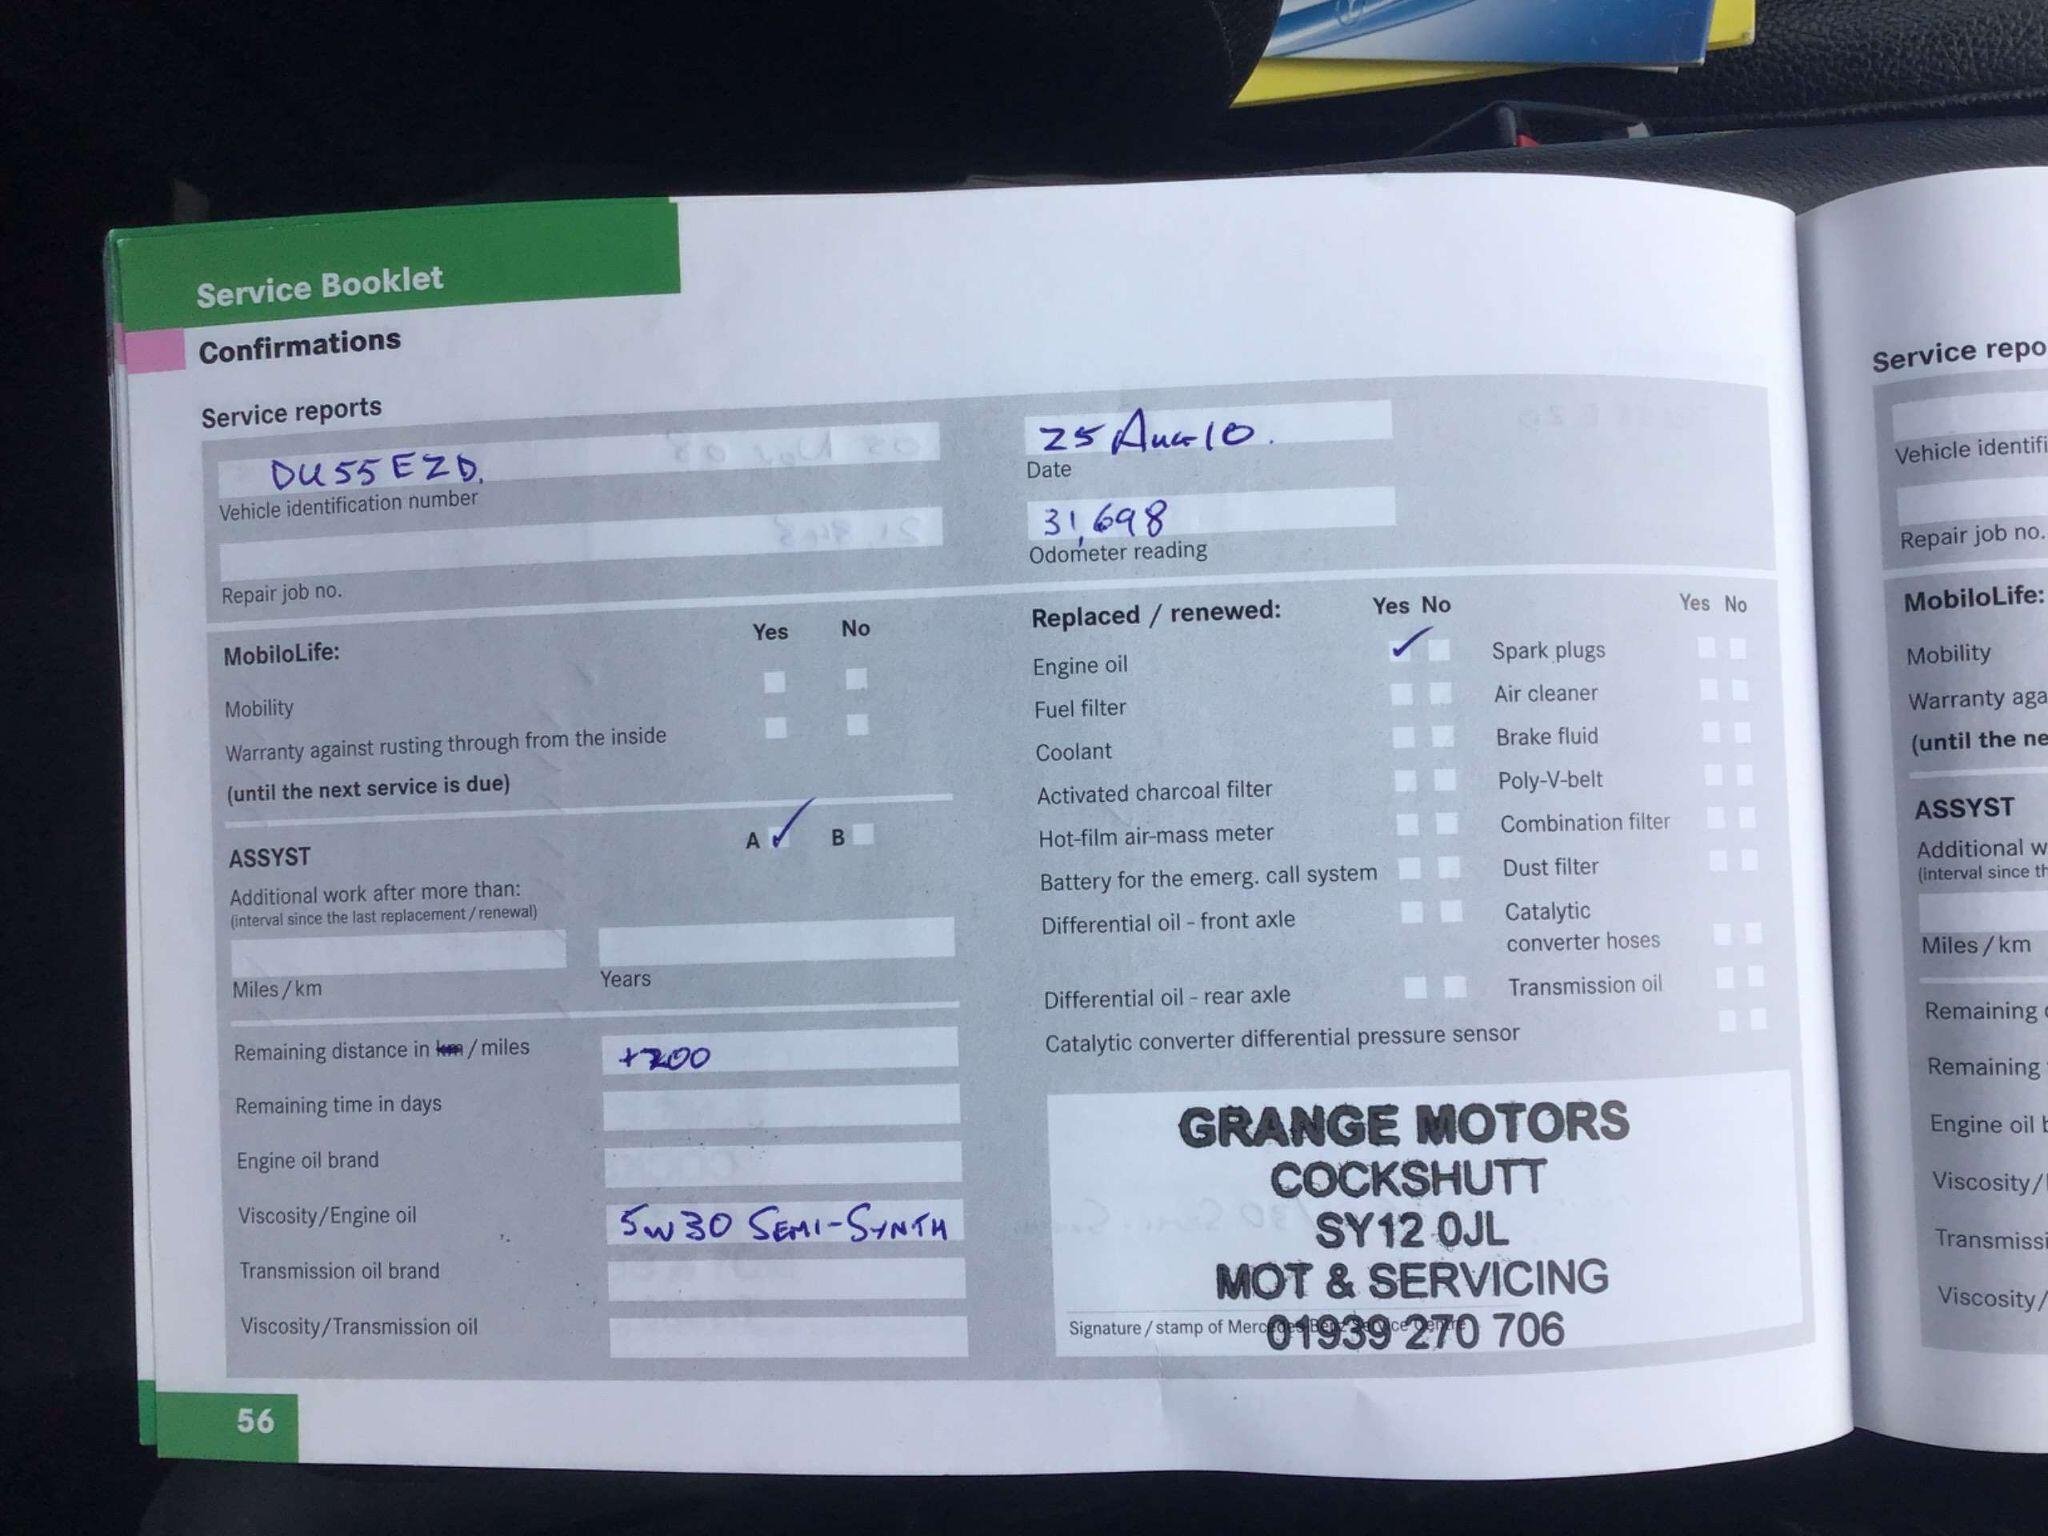 Service Booklet
Confirmations
Service reports
DU55EZD.
Vehicle identification number
Repair job no.
25 Aug 10.
Date
31,698
Odometer reading
MobiloLife:
Yes No
Mobility
Warranty against rusting through from the inside
(until the next service is due)
ASSYST
A B
Additional work after more than:
(interval since the last replacement / renewal)
Miles / km
Years
Remaining distance in km / miles
+200
Remaining time in days
Engine oil brand
Viscosity/Engine oil
5W30 SEMI-SYNTH
Transmission oil brand
Viscosity/Transmission oil
Replaced / renewed:
Yes No
Yes No
Engine oil
Fuel filter
Coolant
Activated charcoal filter
Hot-film air-mass meter
Battery for the emerg. call system
Differential oil - front axle
Differential oil - rear axle
Catalytic converter differential pressure sensor
Spark plugs
Air cleaner
Brake fluid
Poly-V-belt
Combination filter
Dust filter
Catalytic
converter hoses
Transmission oil
GRANGE MOTORS
COCKSHUTT
SY12 0JL
MOT & SERVICING
01939 270 706
Signature / stamp of Mercedes-Benz Service Centre
56
Service
Vehicle
Repair job no.
MobiloLife:
Mobility
Warranty
(until the
ASSYST
Additional
(interval since
Miles / km
Remaining
Remaining
Engine oil
Viscosity/
Viscosity/